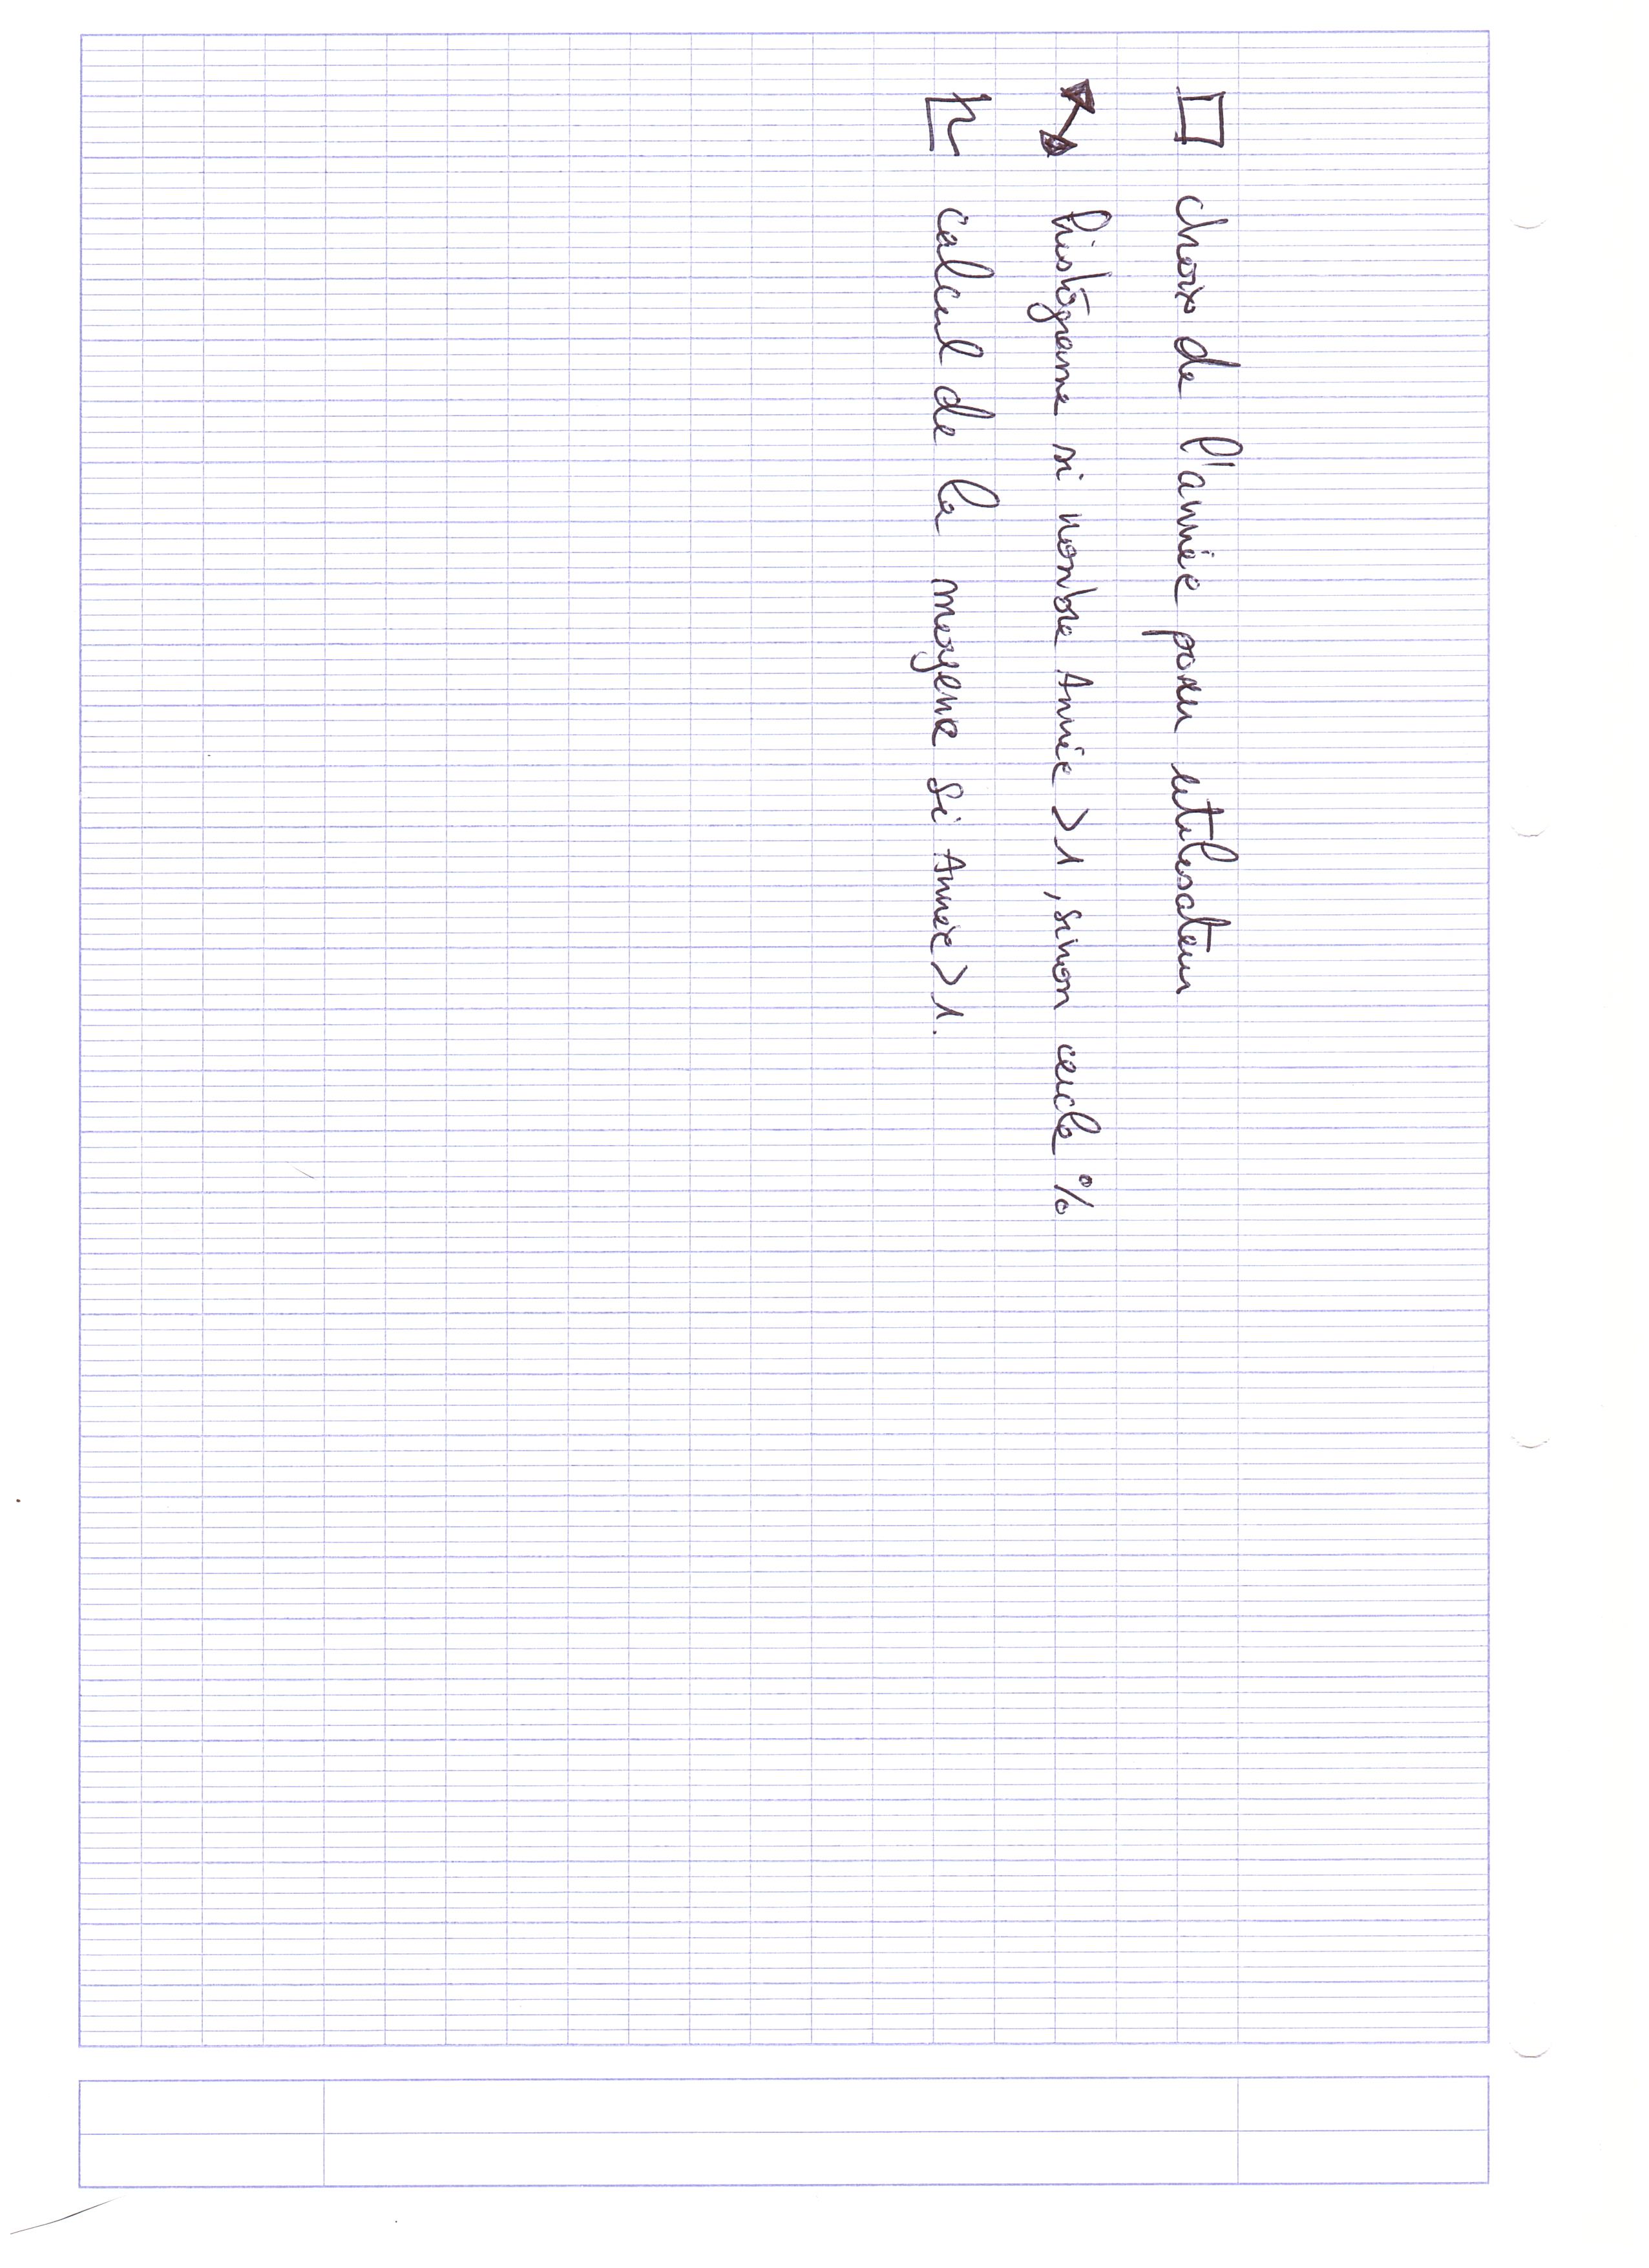 choix de l'année pour utilisateur
histogramme si nombre Année > 1, sinon cercle %
calcul de la moyenne si Année > 1.